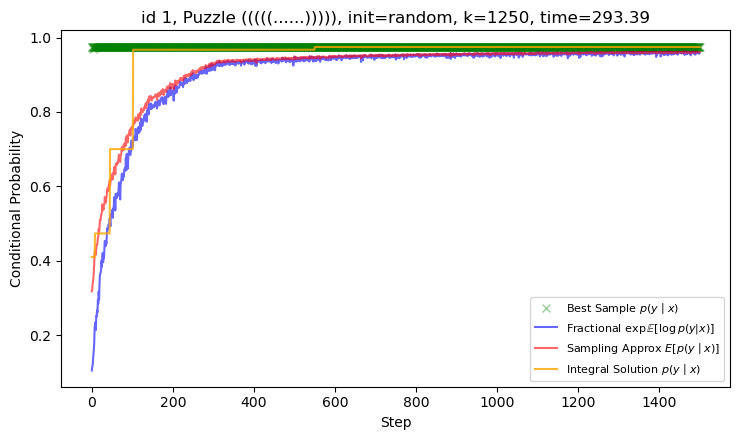 id 1, Puzzle (((((......))))), init=random, k=1250, time=293.39
Conditional Probability
1.0
0.8
0.6
0.4
0.2
0
200
400
600
800
1000
1200
1400
Step
Best Sample p(y | x)
Fractional exp𝔼[log p(y|x)]
Sampling Approx E[p(y | x)]
Integral Solution p(y | x)